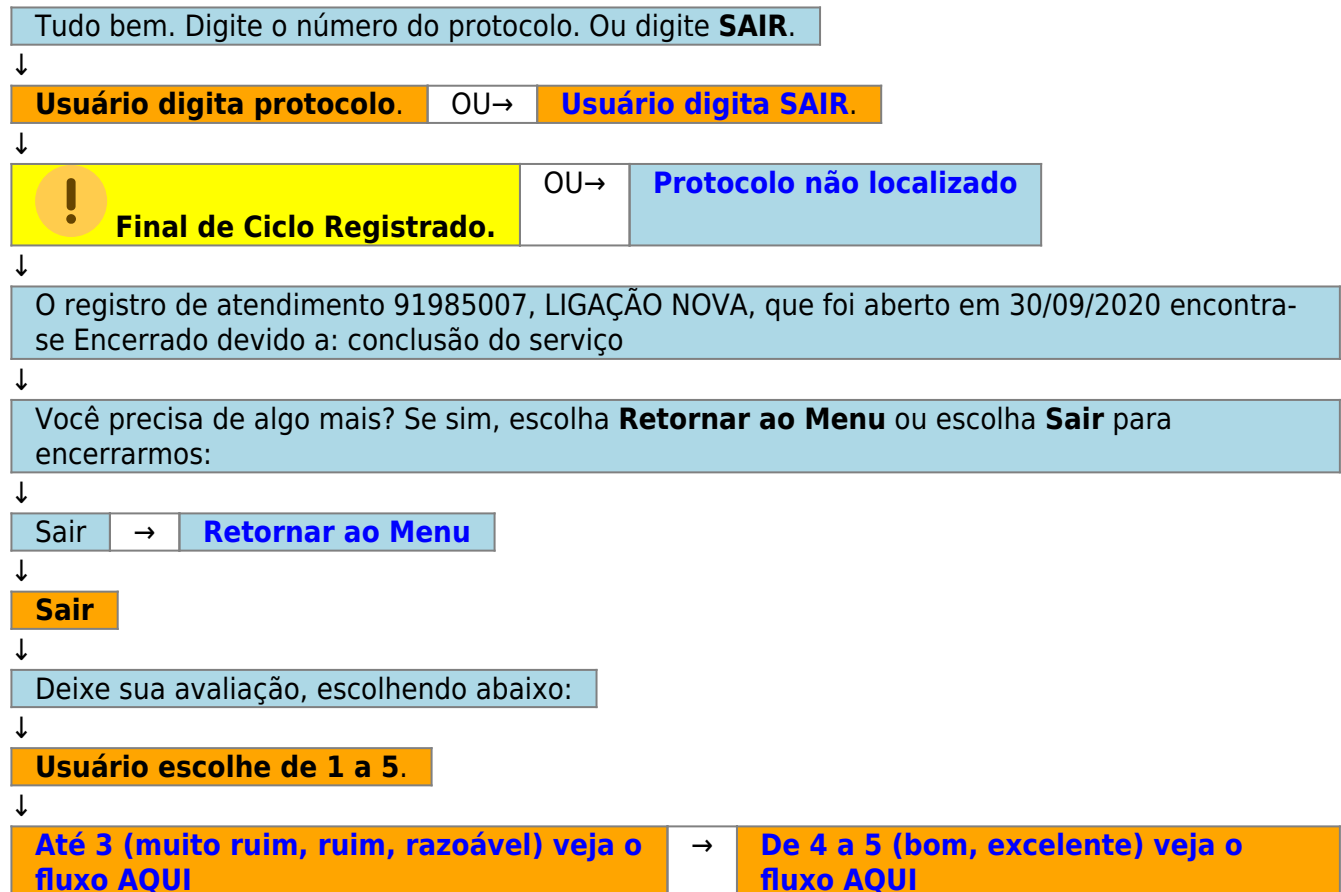 Tudo bem. Digite o número do protocolo. Ou digite SAIR.
↓
Usuário digita protocolo. OU→ Usuário digita SAIR.
↓
! Final de Ciclo Registrado. OU→ Protocolo não localizado
↓
O registro de atendimento 91985007, LIGAÇÃO NOVA, que foi aberto em 30/09/2020 encontra-
se Encerrado devido a: conclusão do serviço
↓
Você precisa de algo mais? Se sim, escolha Retornar ao Menu ou escolha Sair para
encerrarmos:
↓
Sair → Retornar ao Menu
↓
Sair
↓
Deixe sua avaliação, escolhendo abaixo:
↓
Usuário escolhe de 1 a 5.
↓
Até 3 (muito ruim, ruim, razoável) veja o
fluxo AQUI
→
De 4 a 5 (bom, excelente) veja o
fluxo AQUI